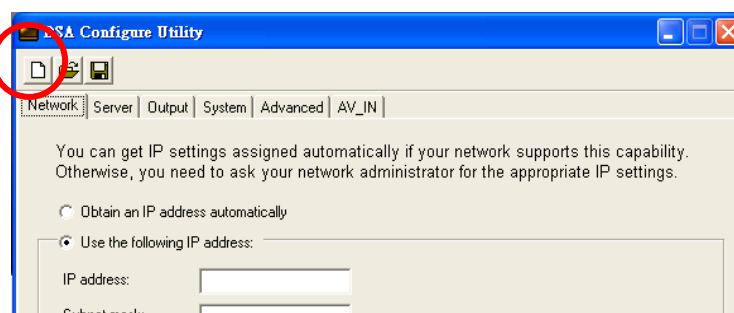 DSA Configure Utility
Network Server Output System Advanced AV_IN
You can get IP settings assigned automatically if your network supports this capability.
Otherwise, you need to ask your network administrator for the appropriate IP settings.
Obtain an IP address automatically
Use the following IP address:
IP address: